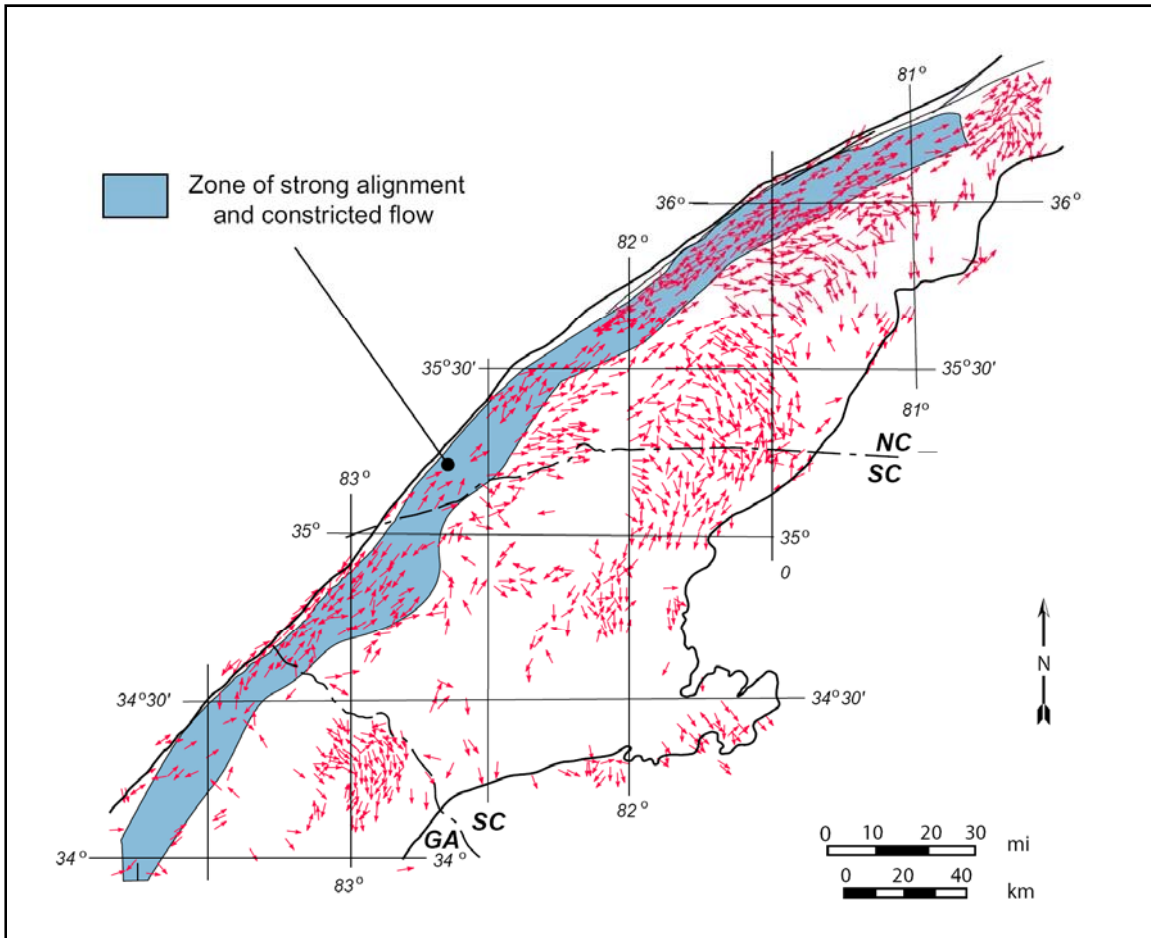 81°
Zone of strong alignment
and constricted flow
36°
36°
82°
35°30'
35°30'
81°
NC
SC
83°
35°
35°
0
N
34°30'
34°30'
82°
SC
GA
34°
34°
83°
0 10 20 30 mi
0 20 40 km